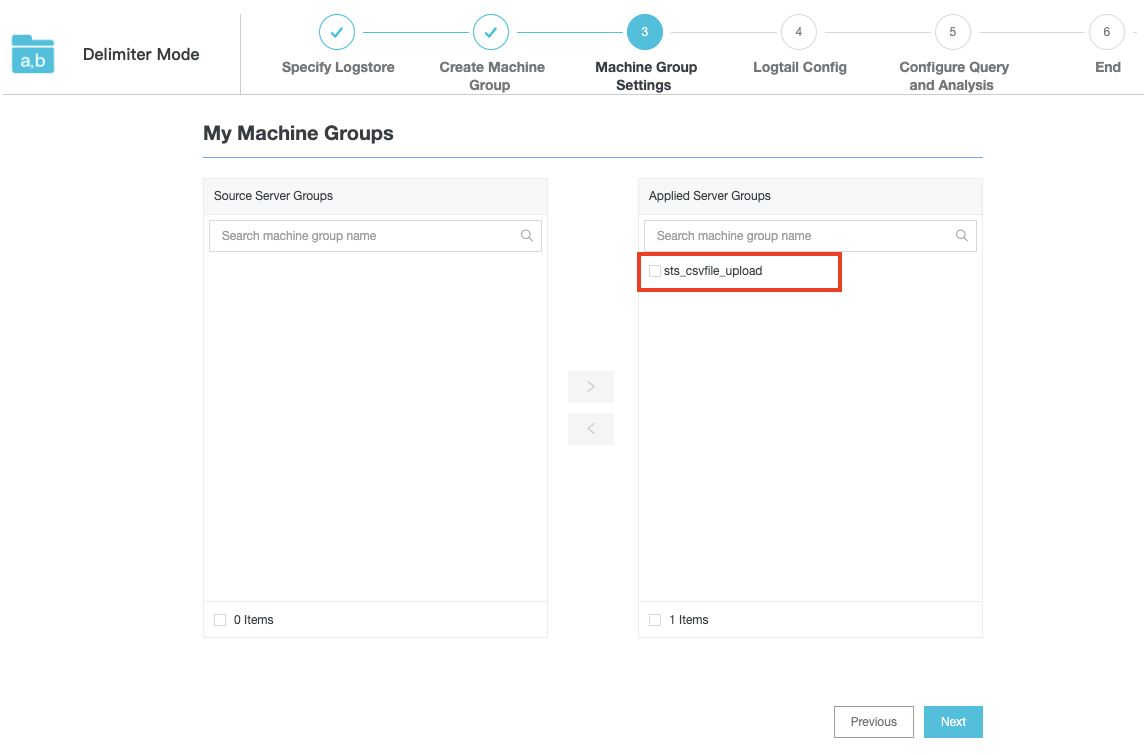 a,b
Delimiter Mode
3
4
5
6
Specify Logstore
Create Machine
Group
Machine Group
Settings
Logtail Config
Configure Query
and Analysis
End
My Machine Groups
Source Server Groups
Search machine group name
0 Items
Applied Server Groups
Search machine group name
sts_csvfile_upload
1 Items
Previous
Next